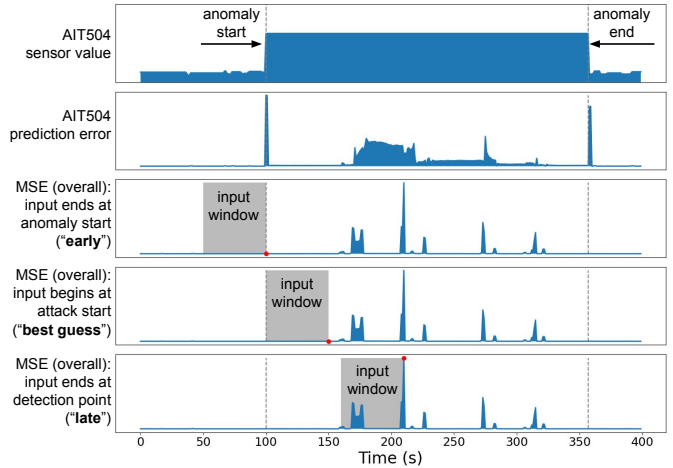 anomaly
start
anomaly
end
AIT504
sensor value
AIT504
prediction error
MSE (overall):
input ends at
anomaly start
(“early”)
input
window
MSE (overall):
input begins at
attack start
(“best guess”)
input
window
MSE (overall):
input ends at
detection point
(“late”)
input
window
0 50 100 150 200 250 300 350 400
Time (s)